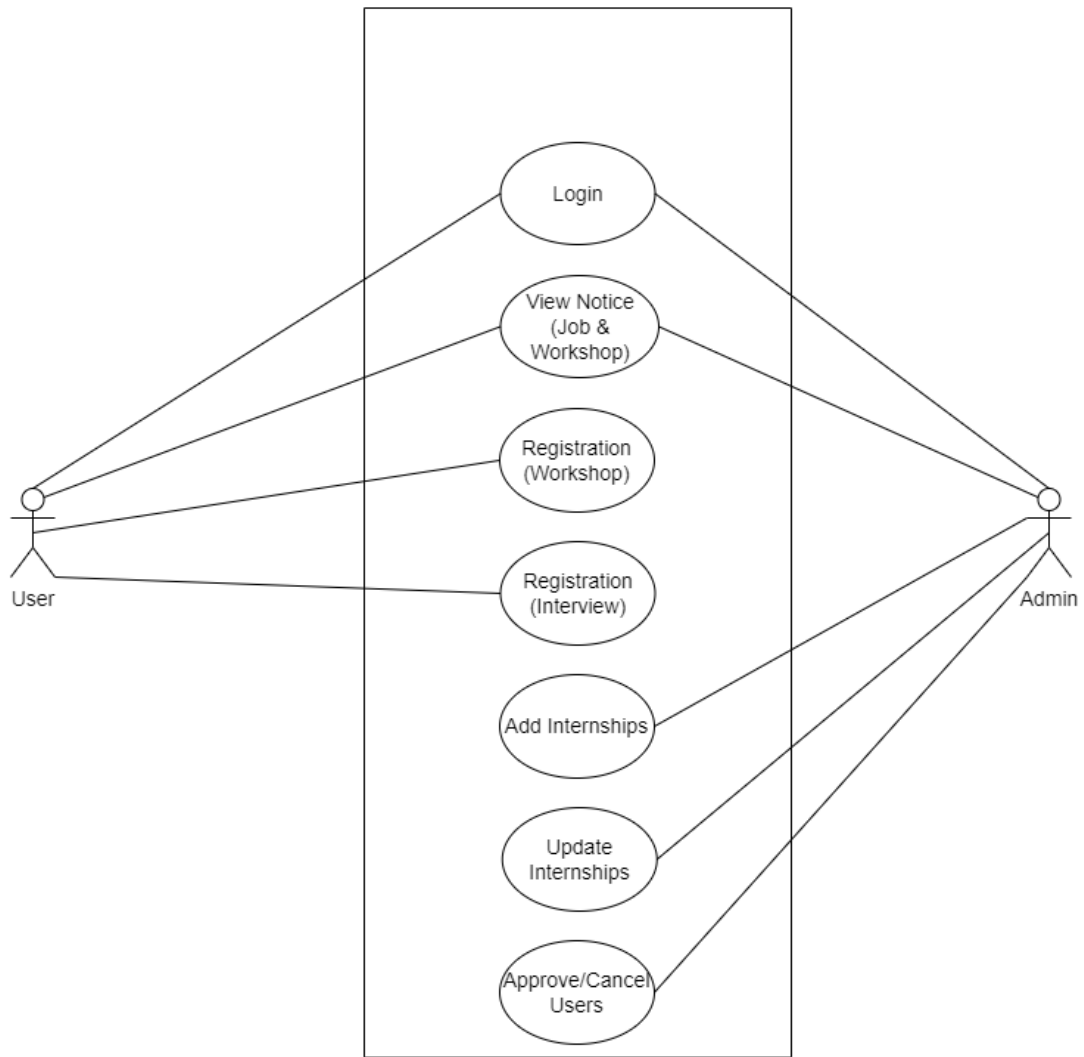 Login
View Notice
(Job &
Workshop)
Registration
(Workshop)
Registration
(Interview)
User
Admin
Add Internships
Update
Internships
Approve/Cancel
Users